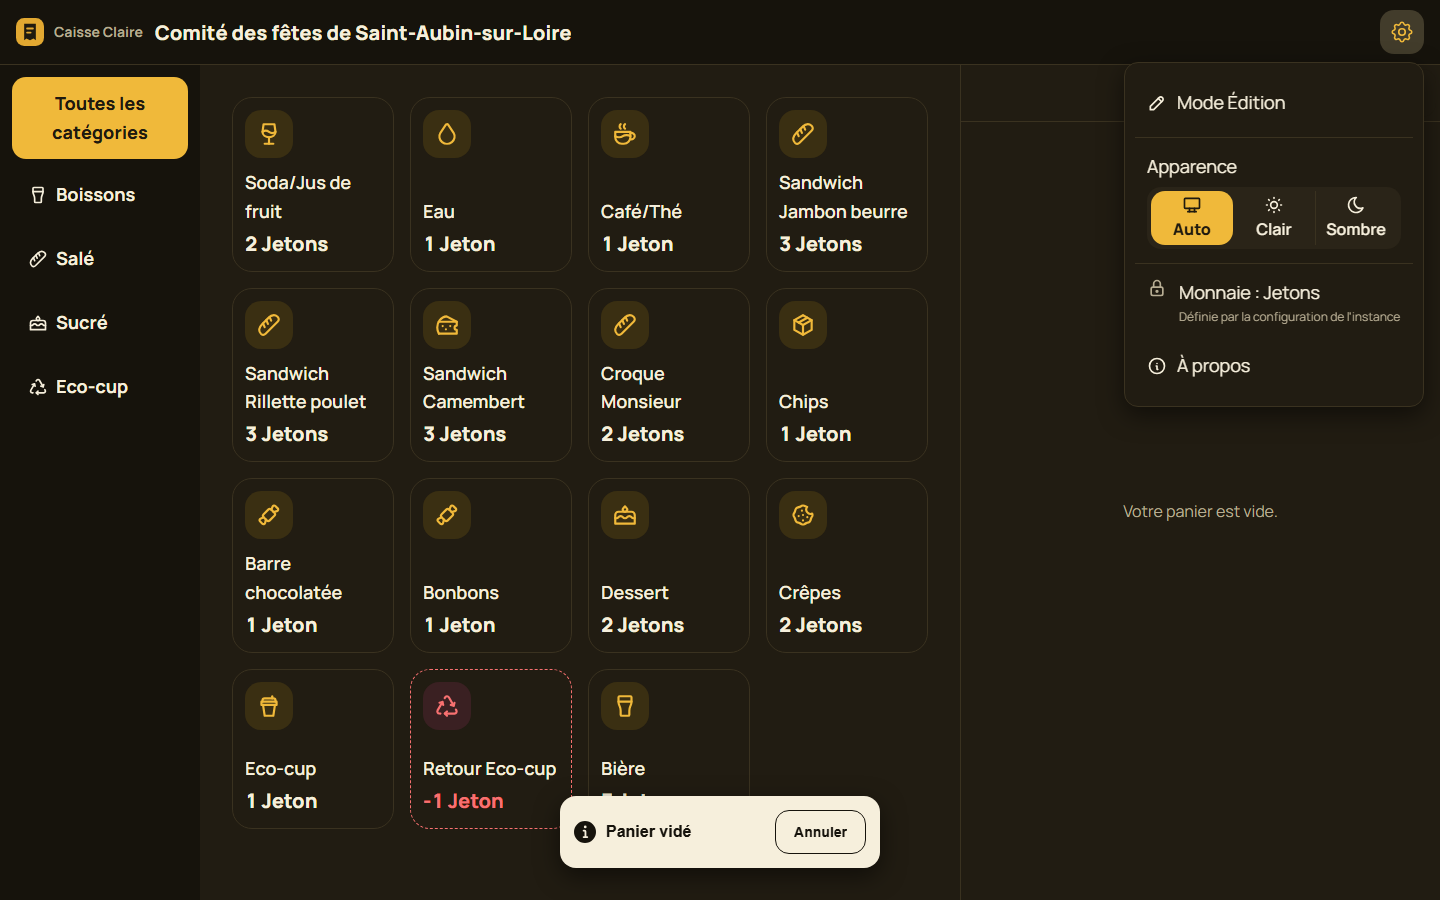 Caisse Claire Comité des fêtes de Saint-Aubin-sur-Loire
Toutes les
catégories
Boissons
Salé
Sucré
Eco-cup
Soda/Jus de
fruit
2 Jetons
Eau
1 Jeton
Café/Thé
1 Jeton
Sandwich
Jambon beurre
3 Jetons
Sandwich
Rillette poulet
3 Jetons
Sandwich
Camembert
3 Jetons
Croque
Monsieur
2 Jetons
Chips
1 Jeton
Barre
chocolatée
1 Jeton
Bonbons
1 Jeton
Dessert
2 Jetons
Crêpes
2 Jetons
Eco-cup
1 Jeton
Retour Eco-cup
-1 Jeton
Bière
Mode Édition
Apparence
Auto
Clair
Sombre
Monnaie : Jetons
Définie par la configuration de l'instance
À propos
Votre panier est vide.
Panier vidé
Annuler